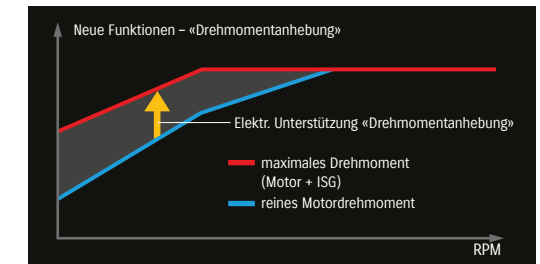 Neue Funktionen – «Drehmomentanhebung»
Elektr. Unterstützung «Drehmomentanhebung»
maximales Drehmoment
(Motor + ISG)
reines Motordrehmoment
RPM